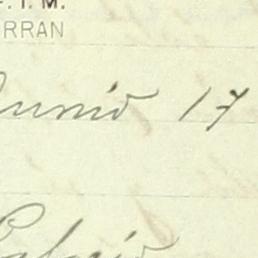 F. I. M.
RRAN
Junio 17